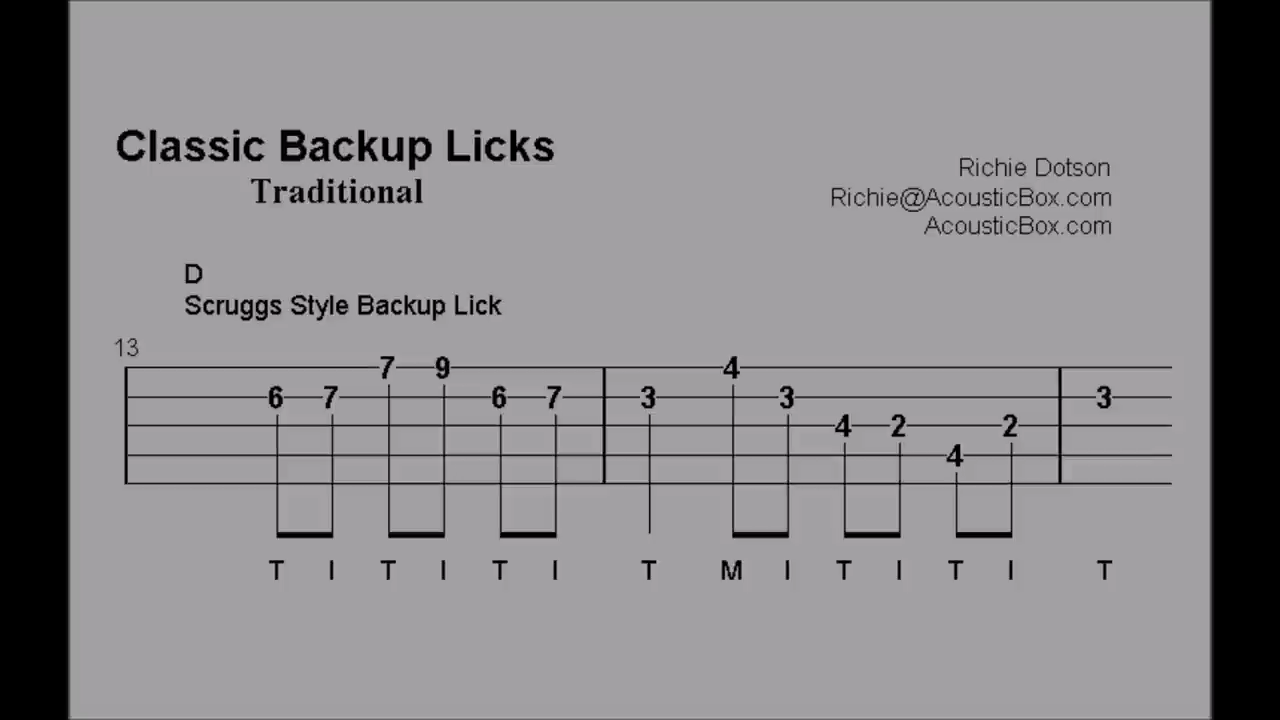 Classic Backup Licks
Traditional
Richie Dotson
Richie@AcousticBox.com
AcousticBox.com
D
Scruggs Style Backup Lick
13
7 9 4
6 7 6 7 3 3 3
4 2 2
4
T I T I T I T M I T I T I T